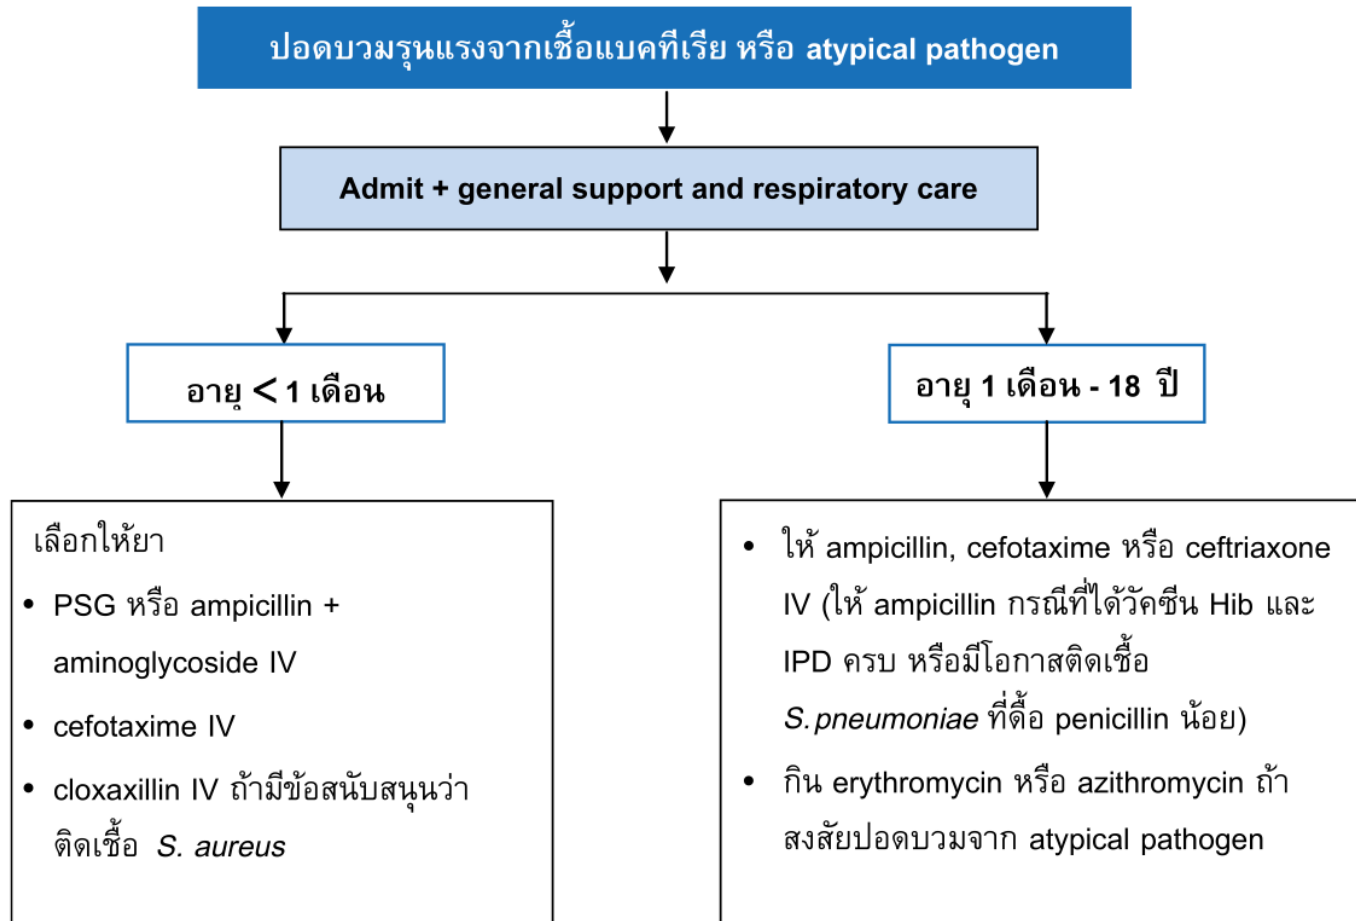 ปอดบวมรุนแรงจากเชื้อแบคทีเรีย หรือ atypical pathogen
Admit + general support and respiratory care
อายุ < 1 เดือน
เลือกให้ยา
• PSG หรือ ampicillin +
aminoglycoside IV
• cefotaxime IV
• cloxaxillin IV ถ้ามีข้อสนับสนุนว่า
ติดเชื้อ S. aureus
อายุ 1 เดือน - 18 ปี
• ให้ ampicillin, cefotaxime หรือ ceftriaxone
IV (ให้ ampicillin กรณีที่ได้วัคซีน Hib และ
IPD ครบ หรือมีโอกาสติดเชื้อ
S.pneumoniae ที่ดื้อ penicillin น้อย)
• กิน erythromycin หรือ azithromycin ถ้า
สงสัยปอดบวมจาก atypical pathogen